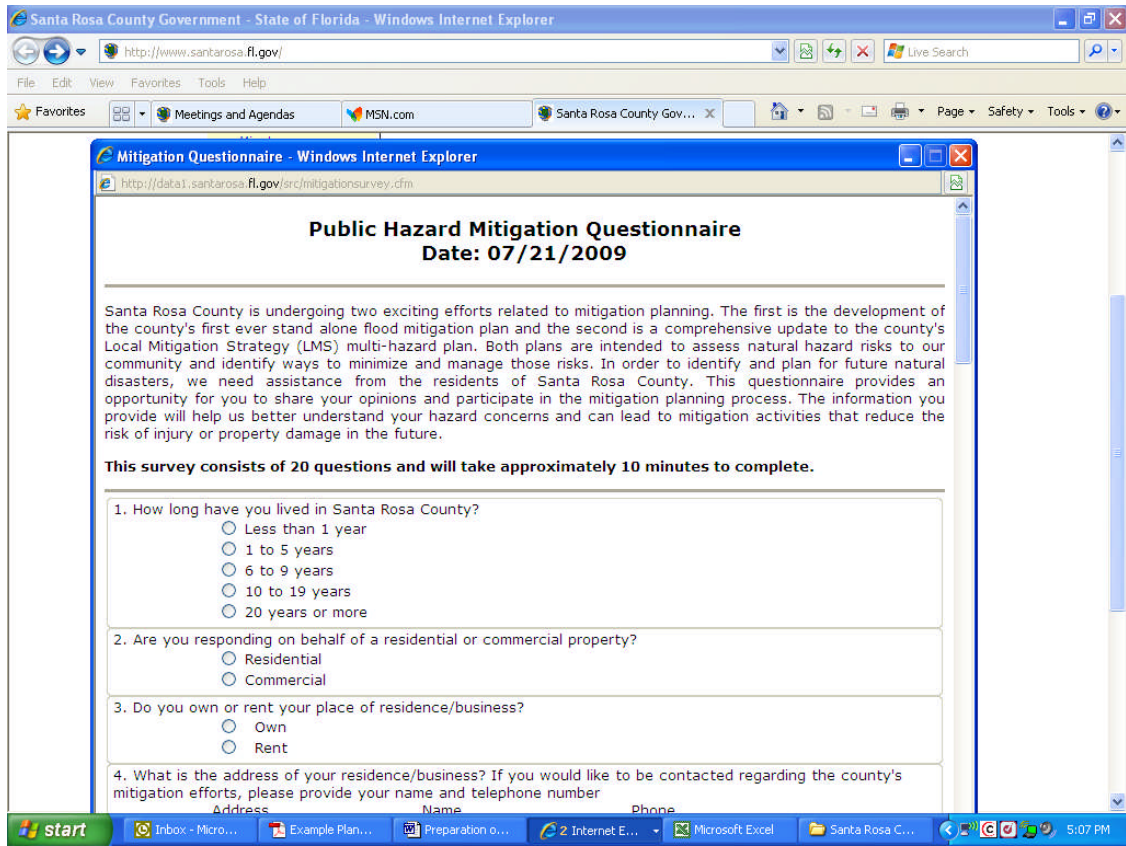 Santa Rosa County Government - State of Florida - Windows Internet Explorer
http://www.santarosa.fl.gov/
Live Search
File Edit View Favorites Tools Help
Favorites
Meetings and Agendas
MSN.com
Santa Rosa County Gov... X
Page Safety Tools
Mitigation Questionnaire - Windows Internet Explorer
http://data1.santarosa.fl.gov/src/mitigationsurvey.cfm
Public Hazard Mitigation Questionnaire
Date: 07/21/2009
Santa Rosa County is undergoing two exciting efforts related to mitigation planning. The first is the development of
the county's first ever stand alone flood mitigation plan and the second is a comprehensive update to the county's
Local Mitigation Strategy (LMS) multi-hazard plan. Both plans are intended to assess natural hazard risks to our
community and identify ways to minimize and manage those risks. In order to identify and plan for future natural
disasters, we need assistance from the residents of Santa Rosa County. This questionnaire provides an
opportunity for you to share your opinions and participate in the mitigation planning process. The information you
provide will help us better understand your hazard concerns and can lead to mitigation activities that reduce the
risk of injury or property damage in the future.
This survey consists of 20 questions and will take approximately 10 minutes to complete.
1. How long have you lived in Santa Rosa County?
Less than 1 year
1 to 5 years
6 to 9 years
10 to 19 years
20 years or more
2. Are you responding on behalf of a residential or commercial property?
Residential
Commercial
3. Do you own or rent your place of residence/business?
Own
Rent
4. What is the address of your residence/business? If you would like to be contacted regarding the county's
mitigation efforts, please provide your name and telephone number
Address Name Phone
start
Inbox - Micro...
Example Plan...
Preparation o...
2 Internet E...
Microsoft Excel
Santa Rosa C...
5:07 PM